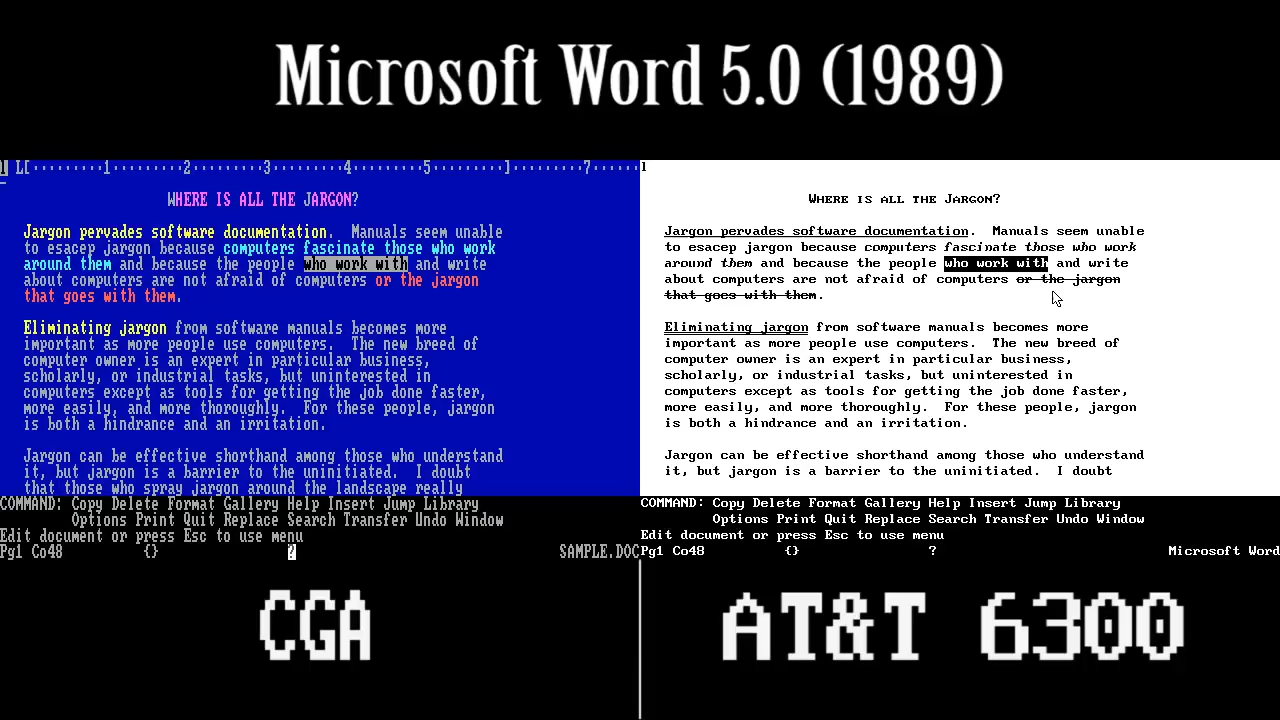 Microsoft Word 5.0 (1989)
1 L[·········1·········2·········3·········4·········5·········]·········7·····
WHERE IS ALL THE JARGON?
Jargon pervades software documentation.  Manuals seem unable
to esacep jargon because computers fascinate those who work
around them and because the people who work with and write
about computers are not afraid of computers or the jargon
that goes with them.
Eliminating jargon from software manuals becomes more
important as more people use computers.  The new breed of
computer owner is an expert in particular business,
scholarly, or industrial tasks, but uninterested in
computers except as tools for getting the job done faster,
more easily, and more thoroughly.  For these people, jargon
is both a hindrance and an irritation.
Jargon can be effective shorthand among those who understand
it, but jargon is a barrier to the uninitiated.  I doubt
that those who spray jargon around the landscape really
COMMAND: Copy Delete Format Gallery Help Insert Jump Library
Options Print Quit Replace Search Transfer Undo Window
Edit document or press Esc to use menu
Pg1 Co48 {} ? SAMPLE.DOC
CGA
1
WHERE IS ALL THE JARGON?
Jargon pervades software documentation.  Manuals seem unable
to esacep jargon because computers fascinate those who work
around them and because the people who work with and write
about computers are not afraid of computers or the jargon
that goes with them.
Eliminating jargon from software manuals becomes more
important as more people use computers.  The new breed of
computer owner is an expert in particular business,
scholarly, or industrial tasks, but uninterested in
computers except as tools for getting the job done faster,
more easily, and more thoroughly.  For these people, jargon
is both a hindrance and an irritation.
Jargon can be effective shorthand among those who understand
it, but jargon is a barrier to the uninitiated.  I doubt
COMMAND: Copy Delete Format Gallery Help Insert Jump Library
Options Print Quit Replace Search Transfer Undo Window
Edit document or press Esc to use menu
Pg1 Co48 {} ? Microsoft Word
AT&T 6300